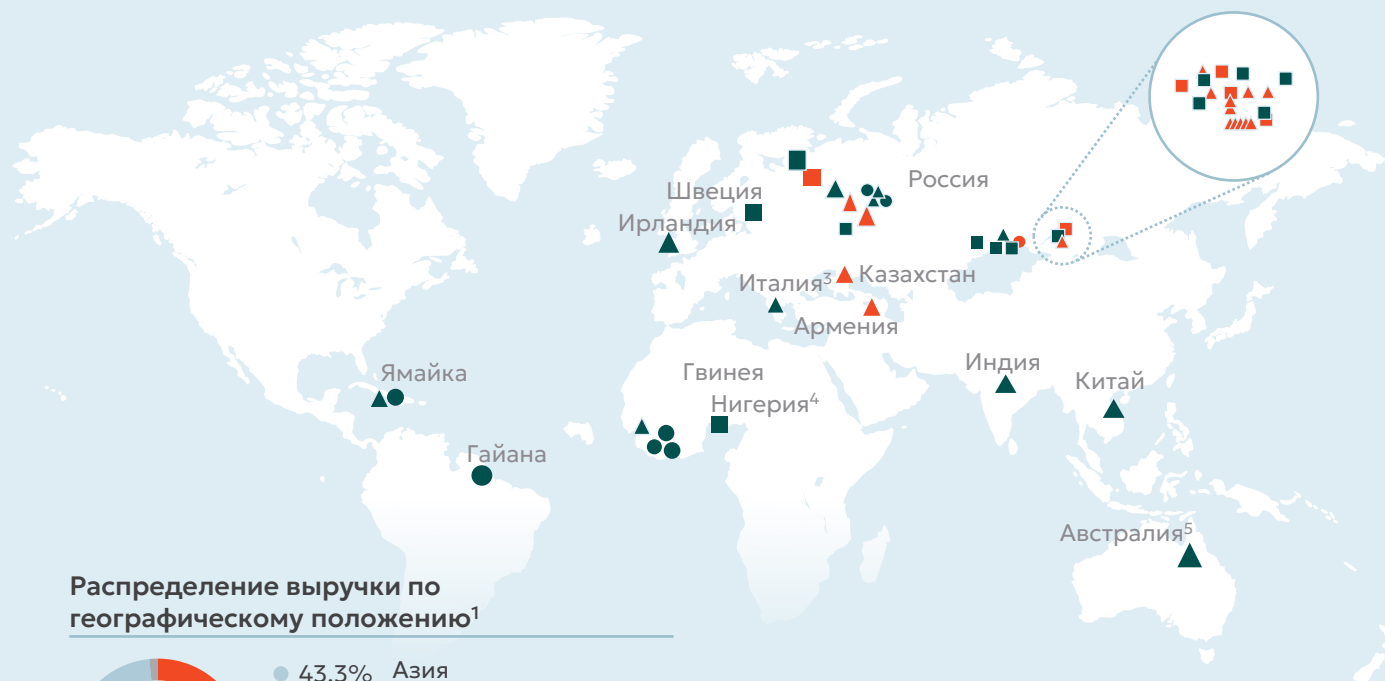 Россия
Швеция
Ирландия
Италия³
Казахстан
Армения
Ямайка
Гвинея
Нигерия⁴
Индия
Китай
Гайана
Австралия⁵
Распределение выручки по
географическому положению¹
43.3% Азия